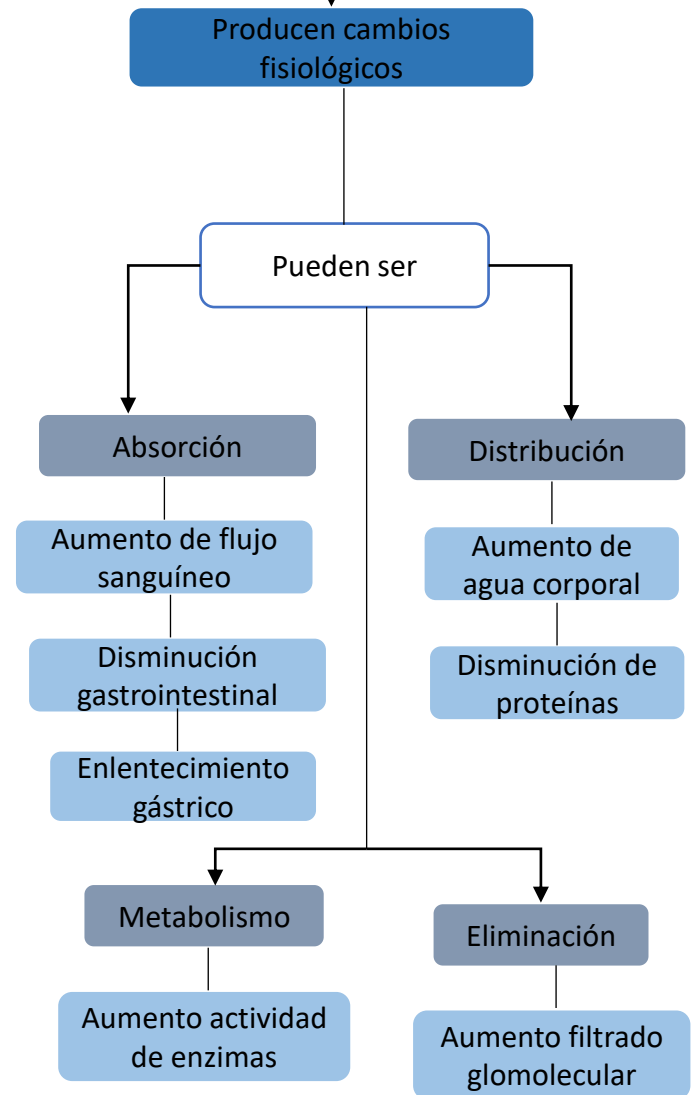 Producen cambios
fisiológicos
Pueden ser
Absorción
Aumento de flujo
sanguíneo
Disminución
gastrointestinal
Enlentecimiento
gástrico
Distribución
Aumento de
agua corporal
Disminución de
proteínas
Metabolismo
Aumento actividad
de enzimas
Eliminación
Aumento filtrado
glomolecular